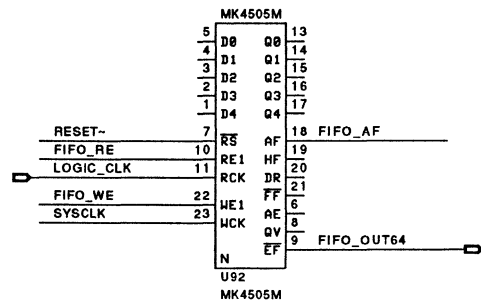 MK4505M
5 D0 Q0 13
4 D1 Q1 14
3 D2 Q2 15
2 D3 Q3 16
1 D4 Q4 17
RESET~ 7 RS AF 18 FIFO_AF
FIFO_RE 10 RE1 HF 19
LOGIC_CLK 11 RCK DR 20
FF 21
FIFO_WE 22 WE1 AE 6
SYSCLK 23 WCK QV 8
EF 9 FIFO_OUT64
N
U92
MK4505M